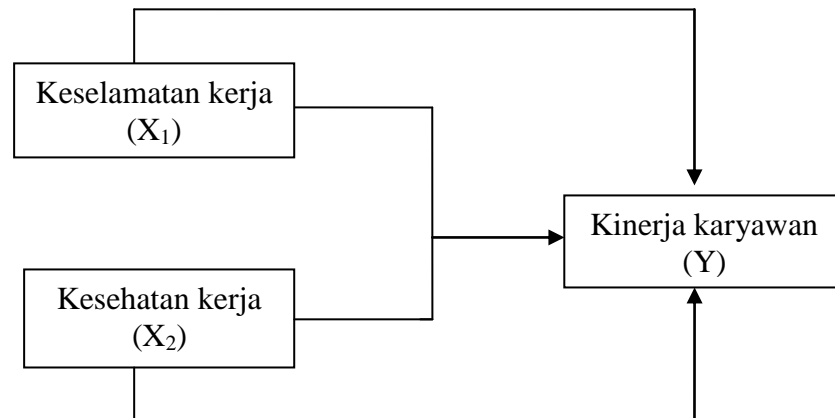 Keselamatan kerja
(X₁)
Kinerja karyawan
(Y)
Kesehatan kerja
(X₂)